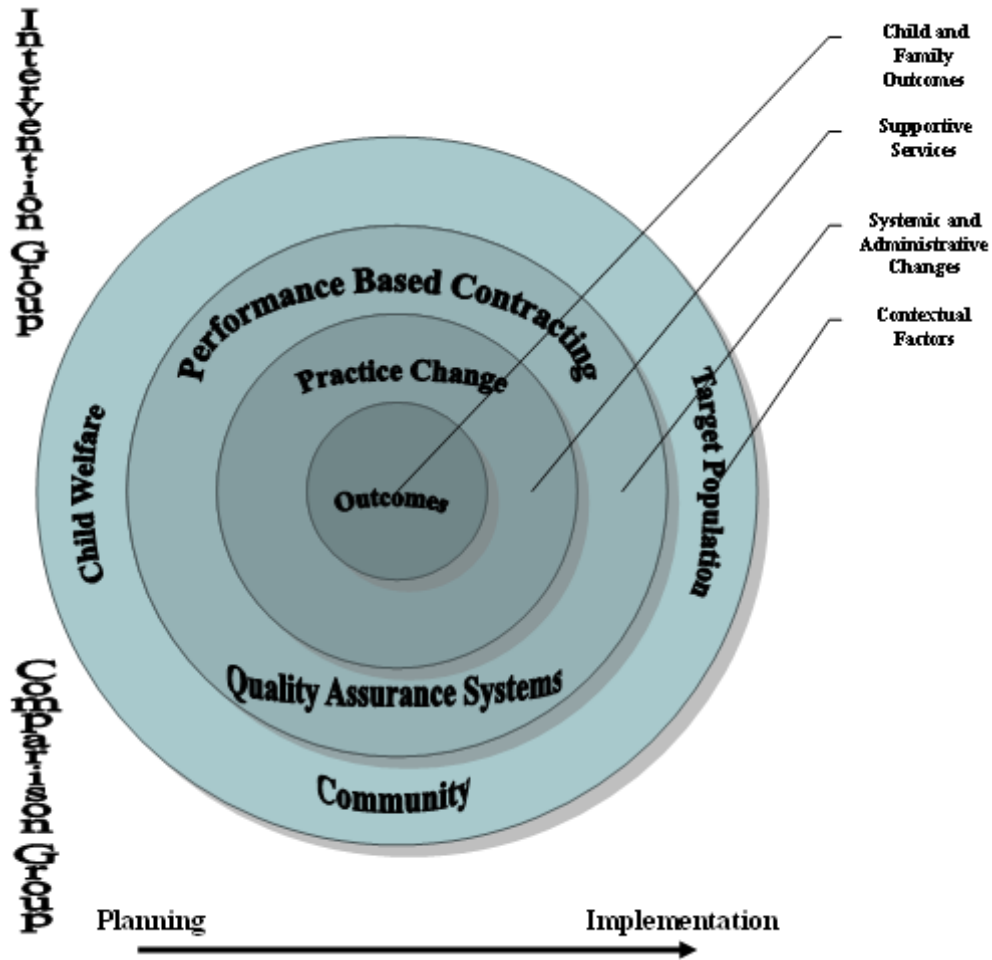 Intervention Group
Child and
Family
Outcomes
Supportive
Services
Systemic and
Administrative
Changes
Contextual
Factors
Performance Based Contracting
Practice Change
Target Population
Child Welfare
Outcomes
Quality Assurance Systems
Community
Comparison Group
Planning
Implementation